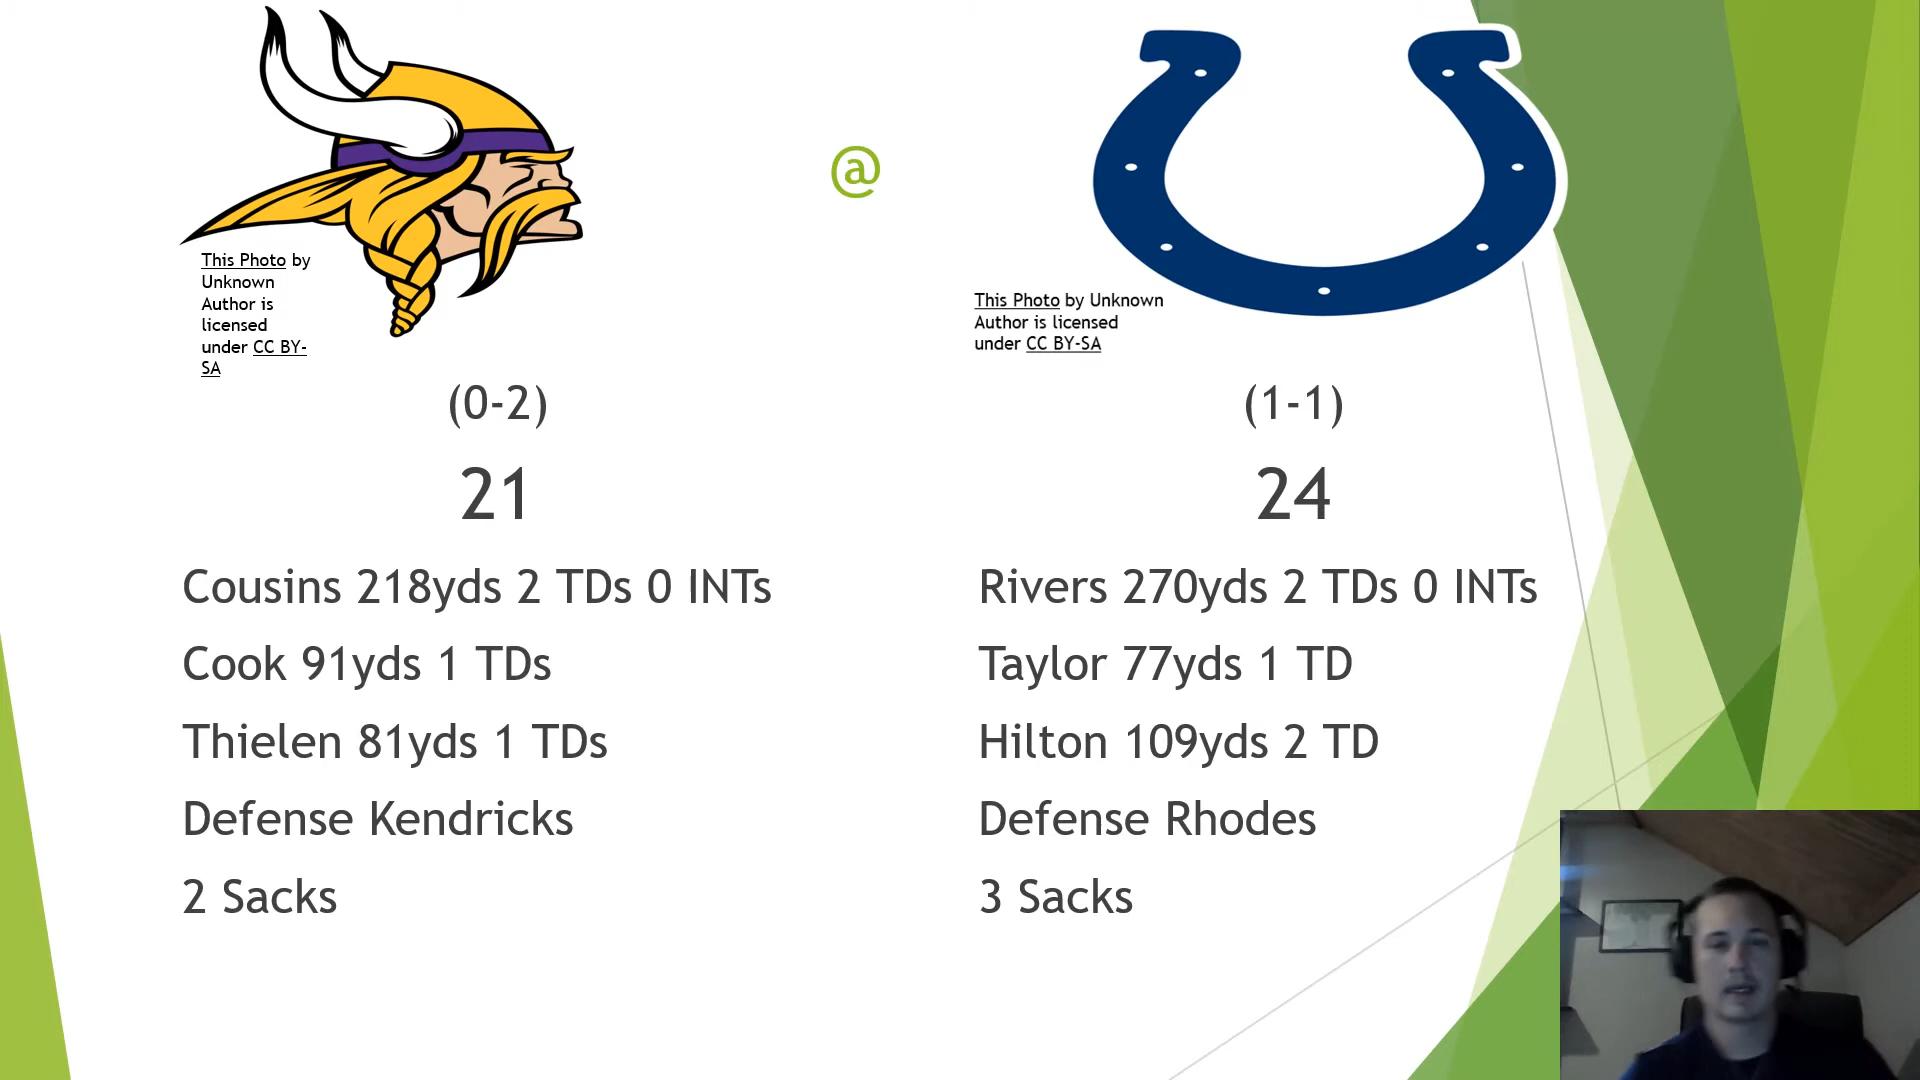 @
This Photo by
Unknown
Author is
licensed
under CC BY-
SA
This Photo by Unknown
Author is licensed
under CC BY-SA
(0-2)
21
Cousins 218yds 2 TDs 0 INTs
Cook 91yds 1 TDs
Thielen 81yds 1 TDs
Defense Kendricks
2 Sacks
(1-1)
24
Rivers 270yds 2 TDs 0 INTs
Taylor 77yds 1 TD
Hilton 109yds 2 TD
Defense Rhodes
3 Sacks